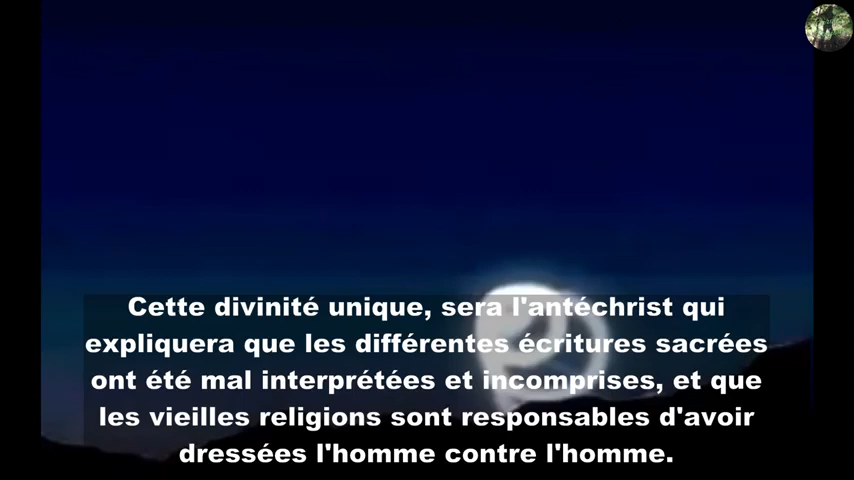 Cette divinité unique, sera l'antéchrist qui
expliquera que les différentes écritures sacrées
ont été mal interprétées et incomprises, et que
les vieilles religions sont responsables d'avoir
dressées l'homme contre l'homme.